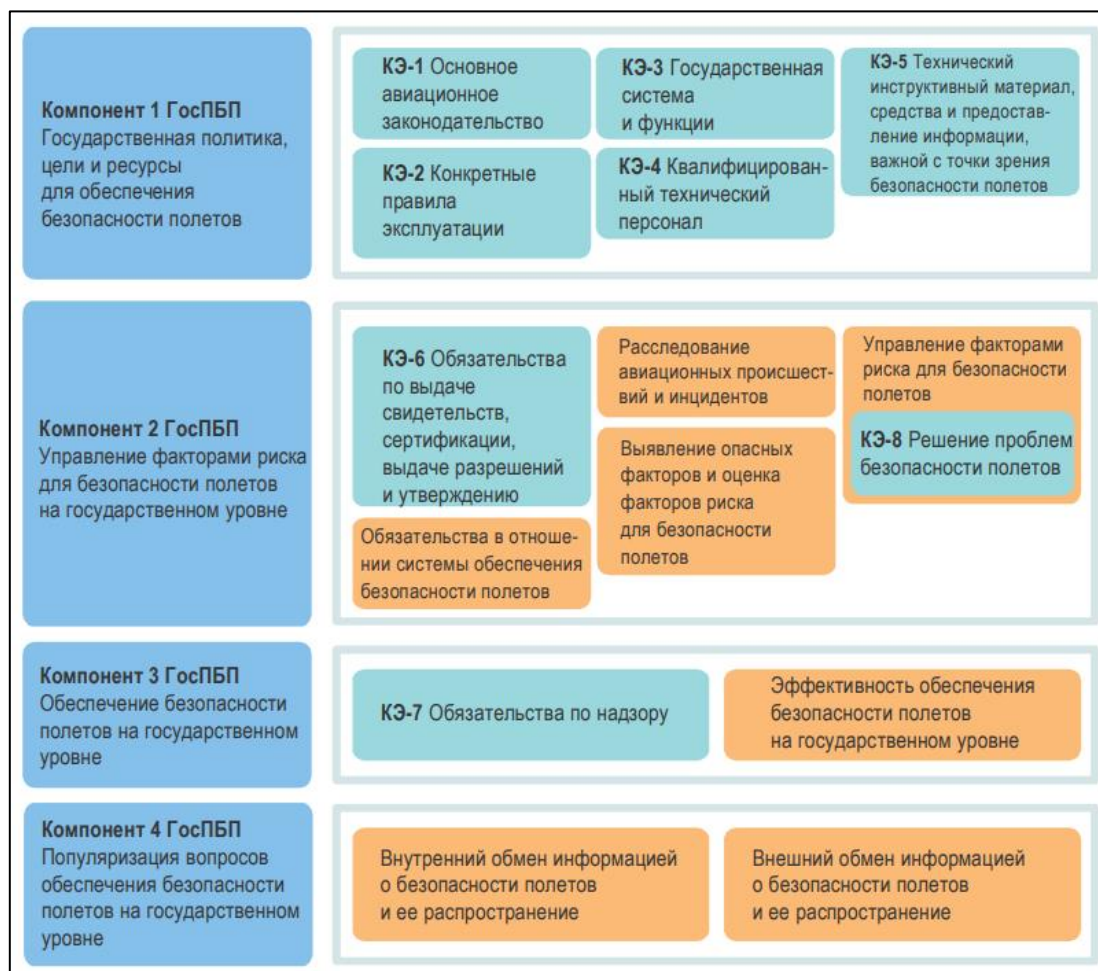 Компонент 1 ГосПБП
Государственная политика,
цели и ресурсы
для обеспечения
безопасности полетов
КЭ-1 Основное
авиационное
законодательство
КЭ-2 Конкретные
правила
эксплуатации
КЭ-3 Государственная
система
и функции
КЭ-4 Квалифицирован-
ный технический
персонал
КЭ-5 Технический
инструктивный материал,
средства и предостав-
ление информации,
важной с точки зрения
безопасности полетов
Компонент 2 ГосПБП
Управление факторами риска
для безопасности полетов
на государственном уровне
КЭ-6 Обязательства
по выдаче
свидетельств,
сертификации,
выдаче разрешений
и утверждению
Обязательства в отноше-
нии системы обеспечения
безопасности полетов
Расследование
авиационных происшест-
вий и инцидентов
Выявление опасных
факторов и оценка
факторов риска
для безопасности
полетов
Управление факторами
риска для безопасности
полетов
КЭ-8 Решение проблем
безопасности полетов
Компонент 3 ГосПБП
Обеспечение безопасности
полетов на государственном
уровне
КЭ-7 Обязательства по надзору
Эффективность обеспечения
безопасности полетов
на государственном уровне
Компонент 4 ГосПБП
Популяризация вопросов
обеспечения безопасности
полетов на государственном
уровне
Внутренний обмен информацией
о безопасности полетов
и ее распространение
Внешний обмен информацией
о безопасности полетов
и ее распространение